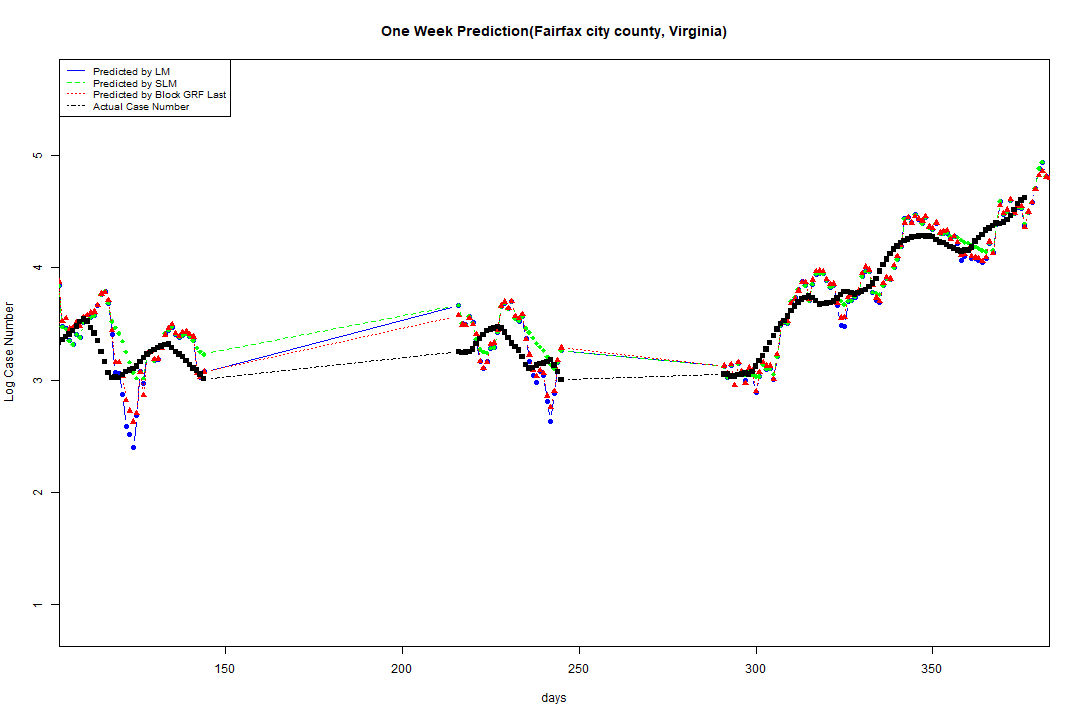 One Week Prediction(Fairfax city county, Virginia)
Predicted by LM
Predicted by SLM
Predicted by Block GRF Last
Actual Case Number
5
4
3
2
1
Log Case Number
150
200
250
300
350
days